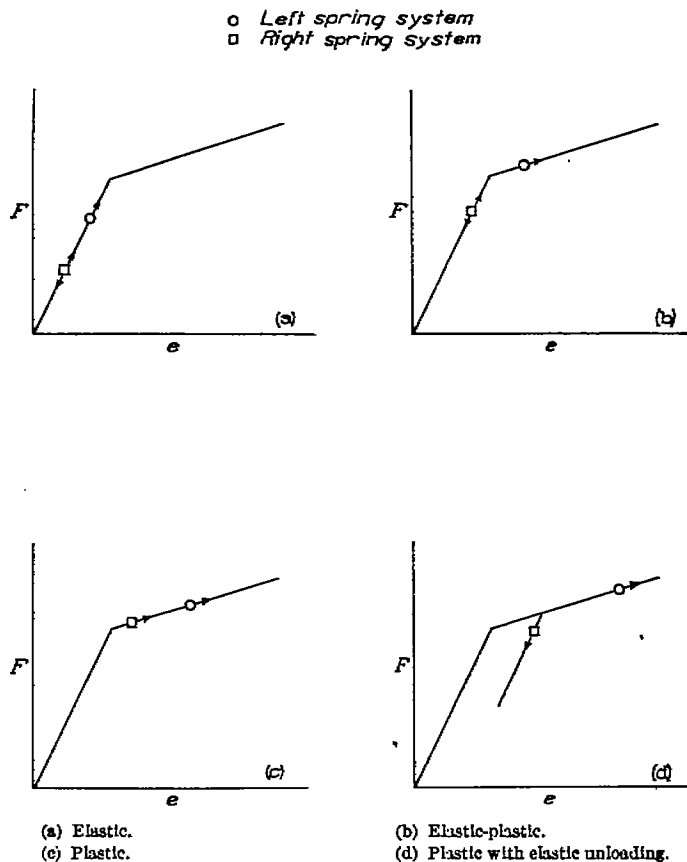 o Left spring system
□ Right spring system
F
e
(a)
F
e
(b)
F
e
(c)
F
e
(d)
(a) Elastic.
(b) Elastic-plastic.
(c) Plastic.
(d) Plastic with elastic unloading.